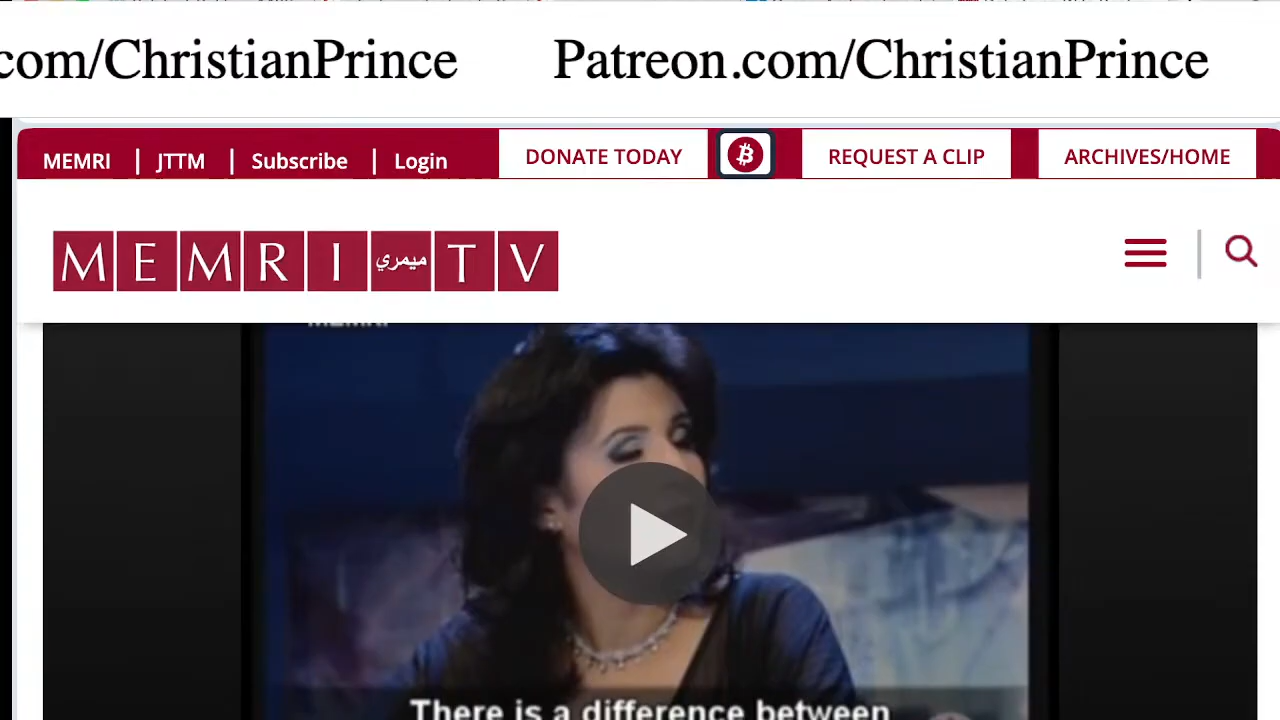 com/ChristianPrince Patreon.com/ChristianPrince
MEMRI | JTTM | Subscribe | Login DONATE TODAY REQUEST A CLIP ARCHIVES/HOME
MEMRI ميمري TV
MEMRI
There is a difference between